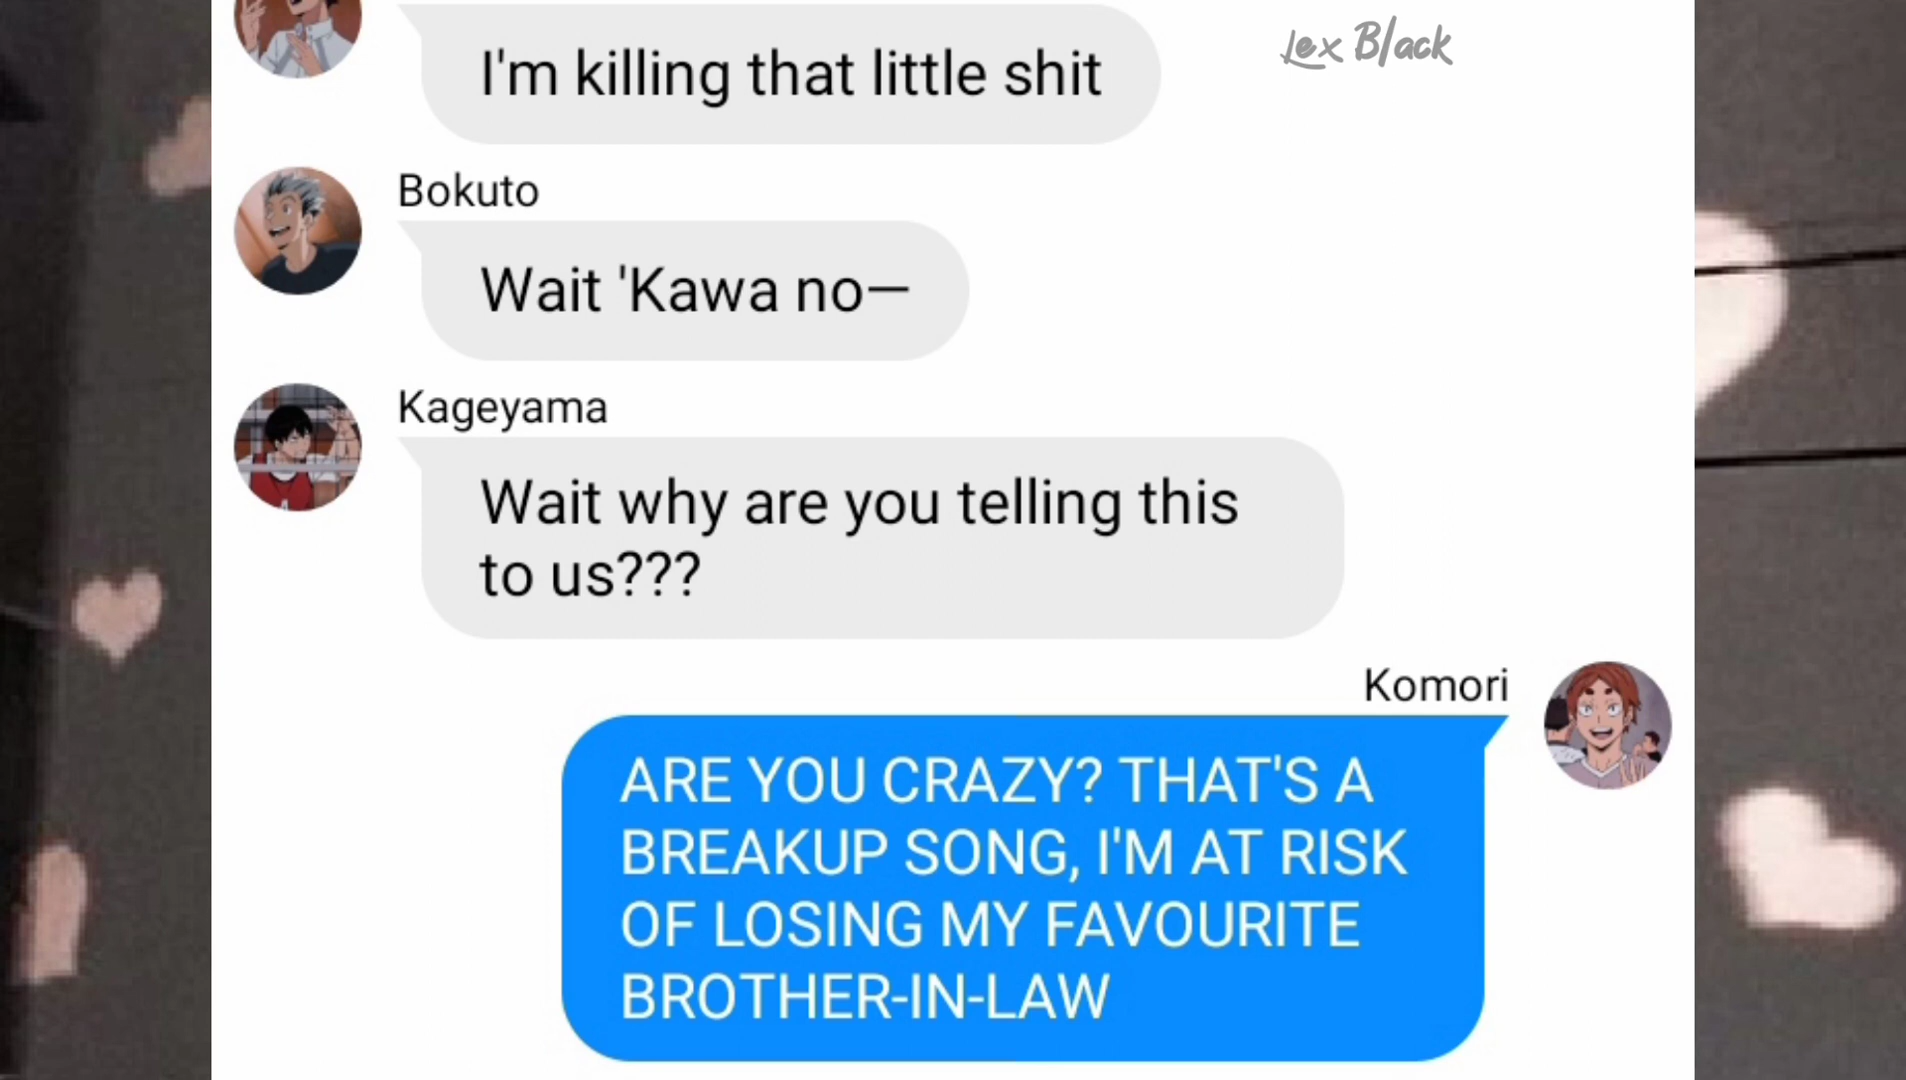 I'm killing that little shit
Lex Black
Bokuto
Wait 'Kawa no—
Kageyama
Wait why are you telling this
to us???
Komori
ARE YOU CRAZY? THAT'S A
BREAKUP SONG, I'M AT RISK
OF LOSING MY FAVOURITE
BROTHER-IN-LAW